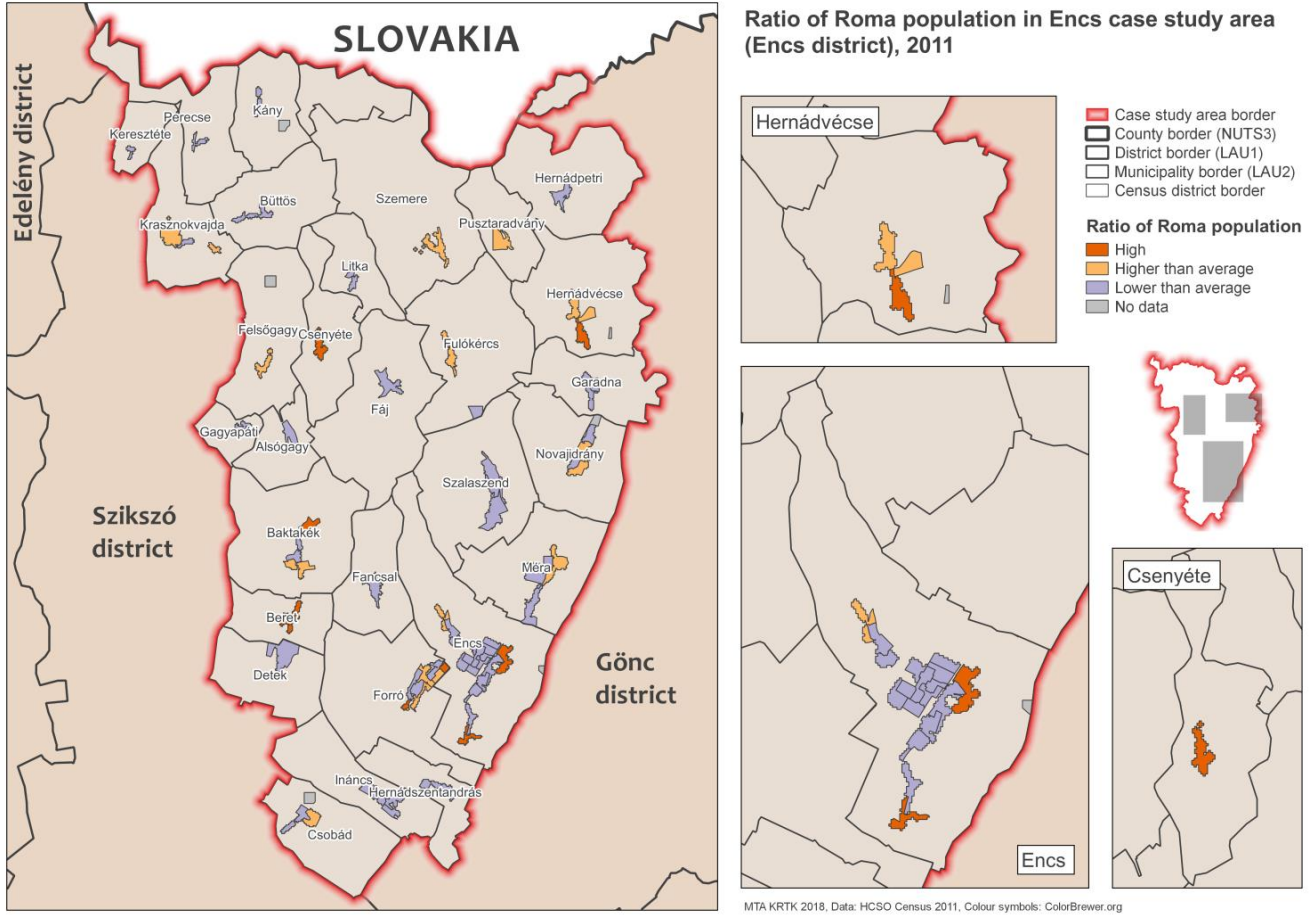 SLOVAKIA
Edelény district
Kány
Perecse
Keresztéte
Hernádpetri
Büttös
Szemere
Krasznokvajda
Pusztaradvány
Litka
Hernádvécse
Felsőgagy
Csenyéte
Fulókércs
Garadna
Fáj
Gagyapáti
Alsógagy
Novajidrány
Szalaszend
Szikszó
district
Baktakék
Méra
Fancsal
Beret
Encs
Detek
Gönc
district
Forró
Ináncs
Hernádszentandrás
Csobád
Ratio of Roma population in Encs case study area
(Encs district), 2011
Hernádvécse
Case study area border
County border (NUTS3)
District border (LAU1)
Municipality border (LAU2)
Census district border
Ratio of Roma population
High
Higher than average
Lower than average
No data
Csenyéte
Encs
MTA KRTK 2018, Data: HCSO Census 2011, Colour symbols: ColorBrewer.org